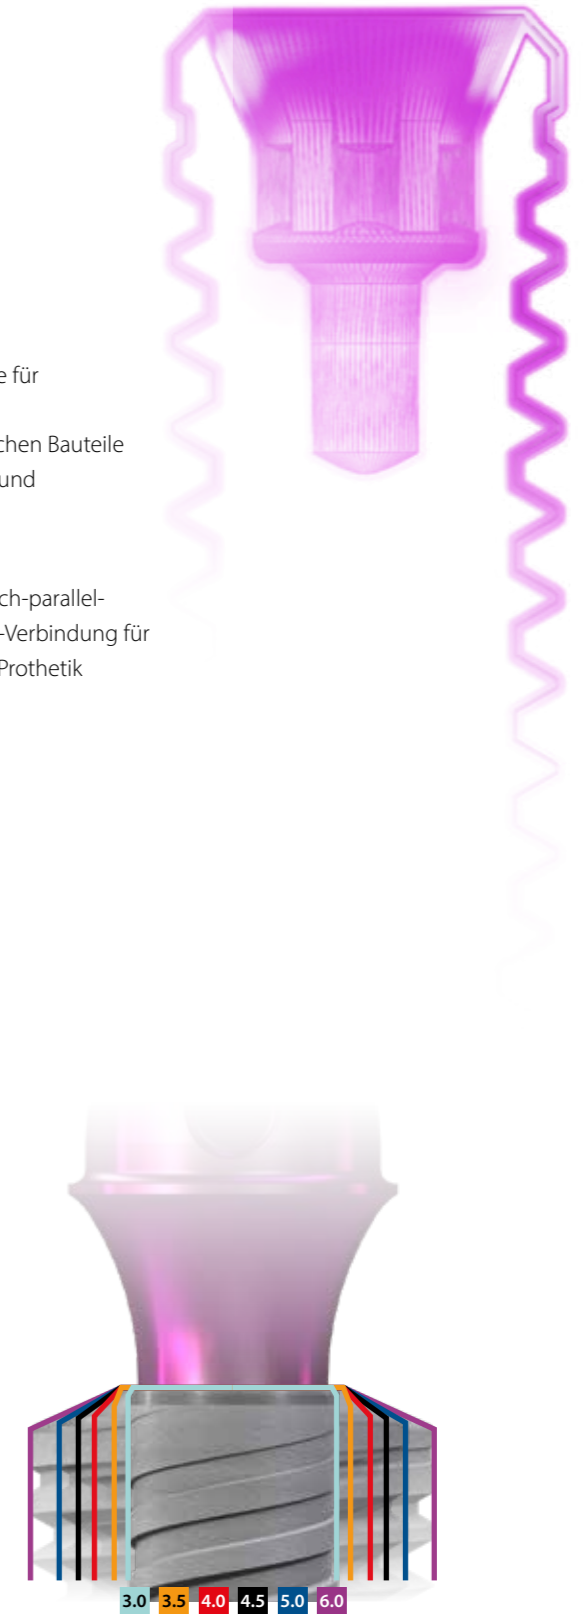 e für
chen Bauteile
und
ch-parallel-
-Verbindung für
Prothetik
3.0 3.5 4.0 4.5 5.0 6.0